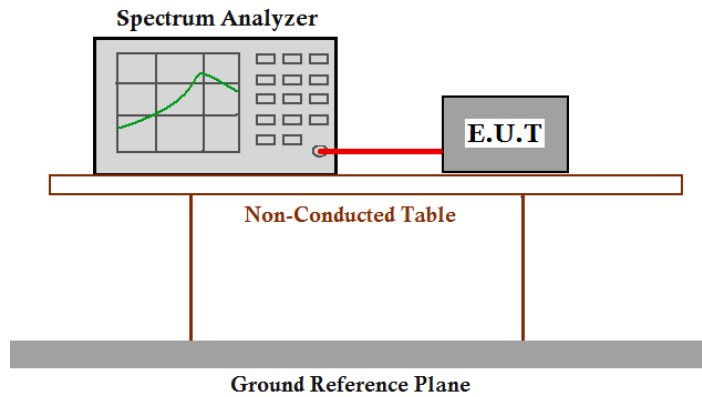 Spectrum Analyzer
E.U.T
Non-Conducted Table
Ground Reference Plane